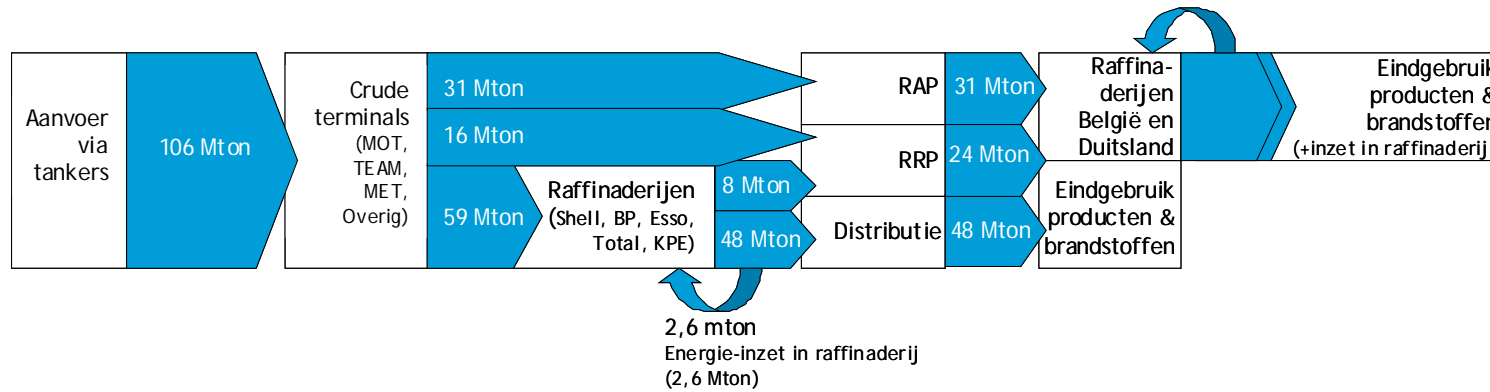 Aanvoer
via
tankers
106 Mton
Crude
terminals
(MOT,
TEAM,
MET,
Overig)
31 Mton
16 Mton
59 Mton
Raffinaderijen
(Shell, BP, Esso,
Total, KPE)
8 Mton
48 Mton
2,6 mton
Energie-inzet in raffinaderij
(2,6 Mton)
RAP
RRP
Distributie
31 Mton
24 Mton
48 Mton
Raffina-
derijen
België en
Duitsland
Eindgebruik
producten &
brandstoffen
Eindgebruik
producten &
brandstoffen
(+inzet in raffinaderij